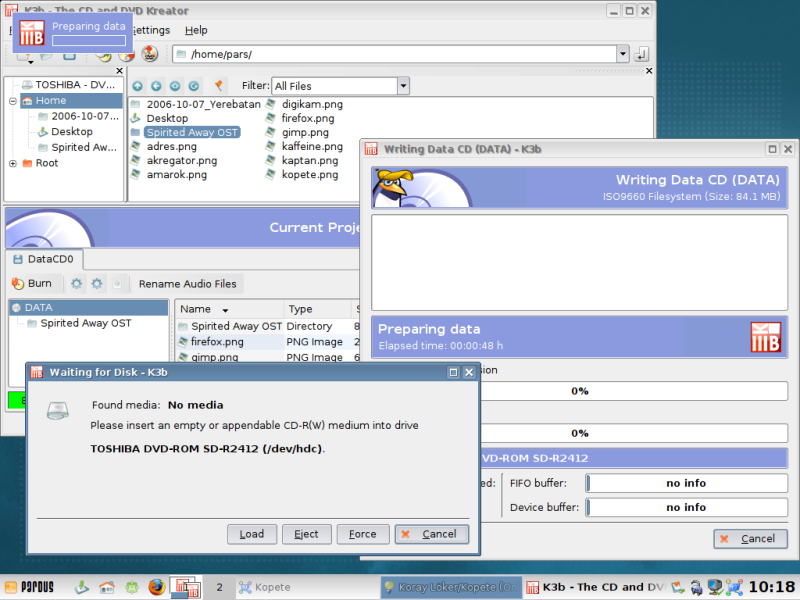 K3b - The CD and DVD Kreator
Preparing data
Settings Help
/home/pars/
TOSHIBA - DV...
Home
2006-10-07...
Desktop
Spirited Aw...
Root
Filter: All Files
2006-10-07_Yerebatan
Desktop
Spirited Away OST
adres.png
akregator.png
amarok.png
digikam.png
firefox.png
gimp.png
kaffeine.png
kaptan.png
kopete.png
Current Proje
DataCD0
Burn
Rename Audio Files
DATA
Spirited Away OST
Name Type S
Spirited Away OST Directory 8
firefox.png PNG Image 2
gimp.png PNG Image 6
Writing Data CD (DATA) - K3b
Writing Data CD (DATA)
ISO9660 Filesystem (Size: 84.1 MB)
Preparing data
Elapsed time: 00:00:48 h
sion
0%
0%
VD-ROM SD-R2412
ed: FIFO buffer: no info
Device buffer: no info
Cancel
Waiting for Disk - K3b
Found media: No media
Please insert an empty or appendable CD-R(W) medium into drive
TOSHIBA DVD-ROM SD-R2412 (/dev/hdc).
Load Eject Force Cancel
PARDUS
2
Kopete
Koray Löker/Kopete (O...
K3b - The CD and DV
10:18